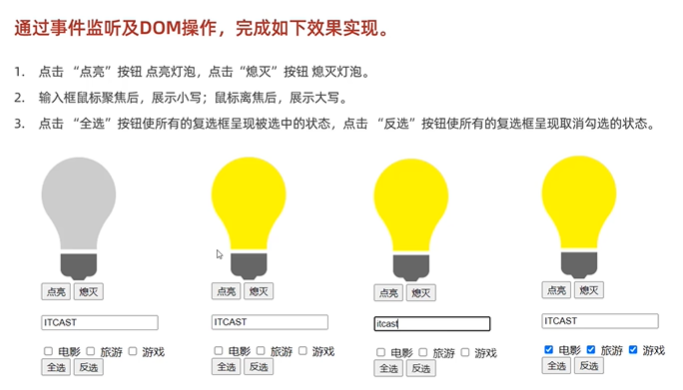 通过事件监听及DOM操作，完成如下效果实现。
1. 点击 “点亮”按钮 点亮灯泡，点击“熄灭”按钮 熄灭灯泡。
2. 输入框鼠标聚焦后，展示小写；鼠标离焦后，展示大写。
3. 点击 “全选”按钮使所有的复选框呈现被选中的状态，点击 “反选”按钮使所有的复选框呈现取消勾选的状态。
点亮 熄灭 点亮 熄灭 点亮 熄灭 点亮 熄灭
ITCAST ITCAST itcast ITCAST
电影 旅游 游戏 电影 旅游 游戏 电影 旅游 游戏 电影 旅游 游戏
全选 反选 全选 反选 全选 反选 全选 反选